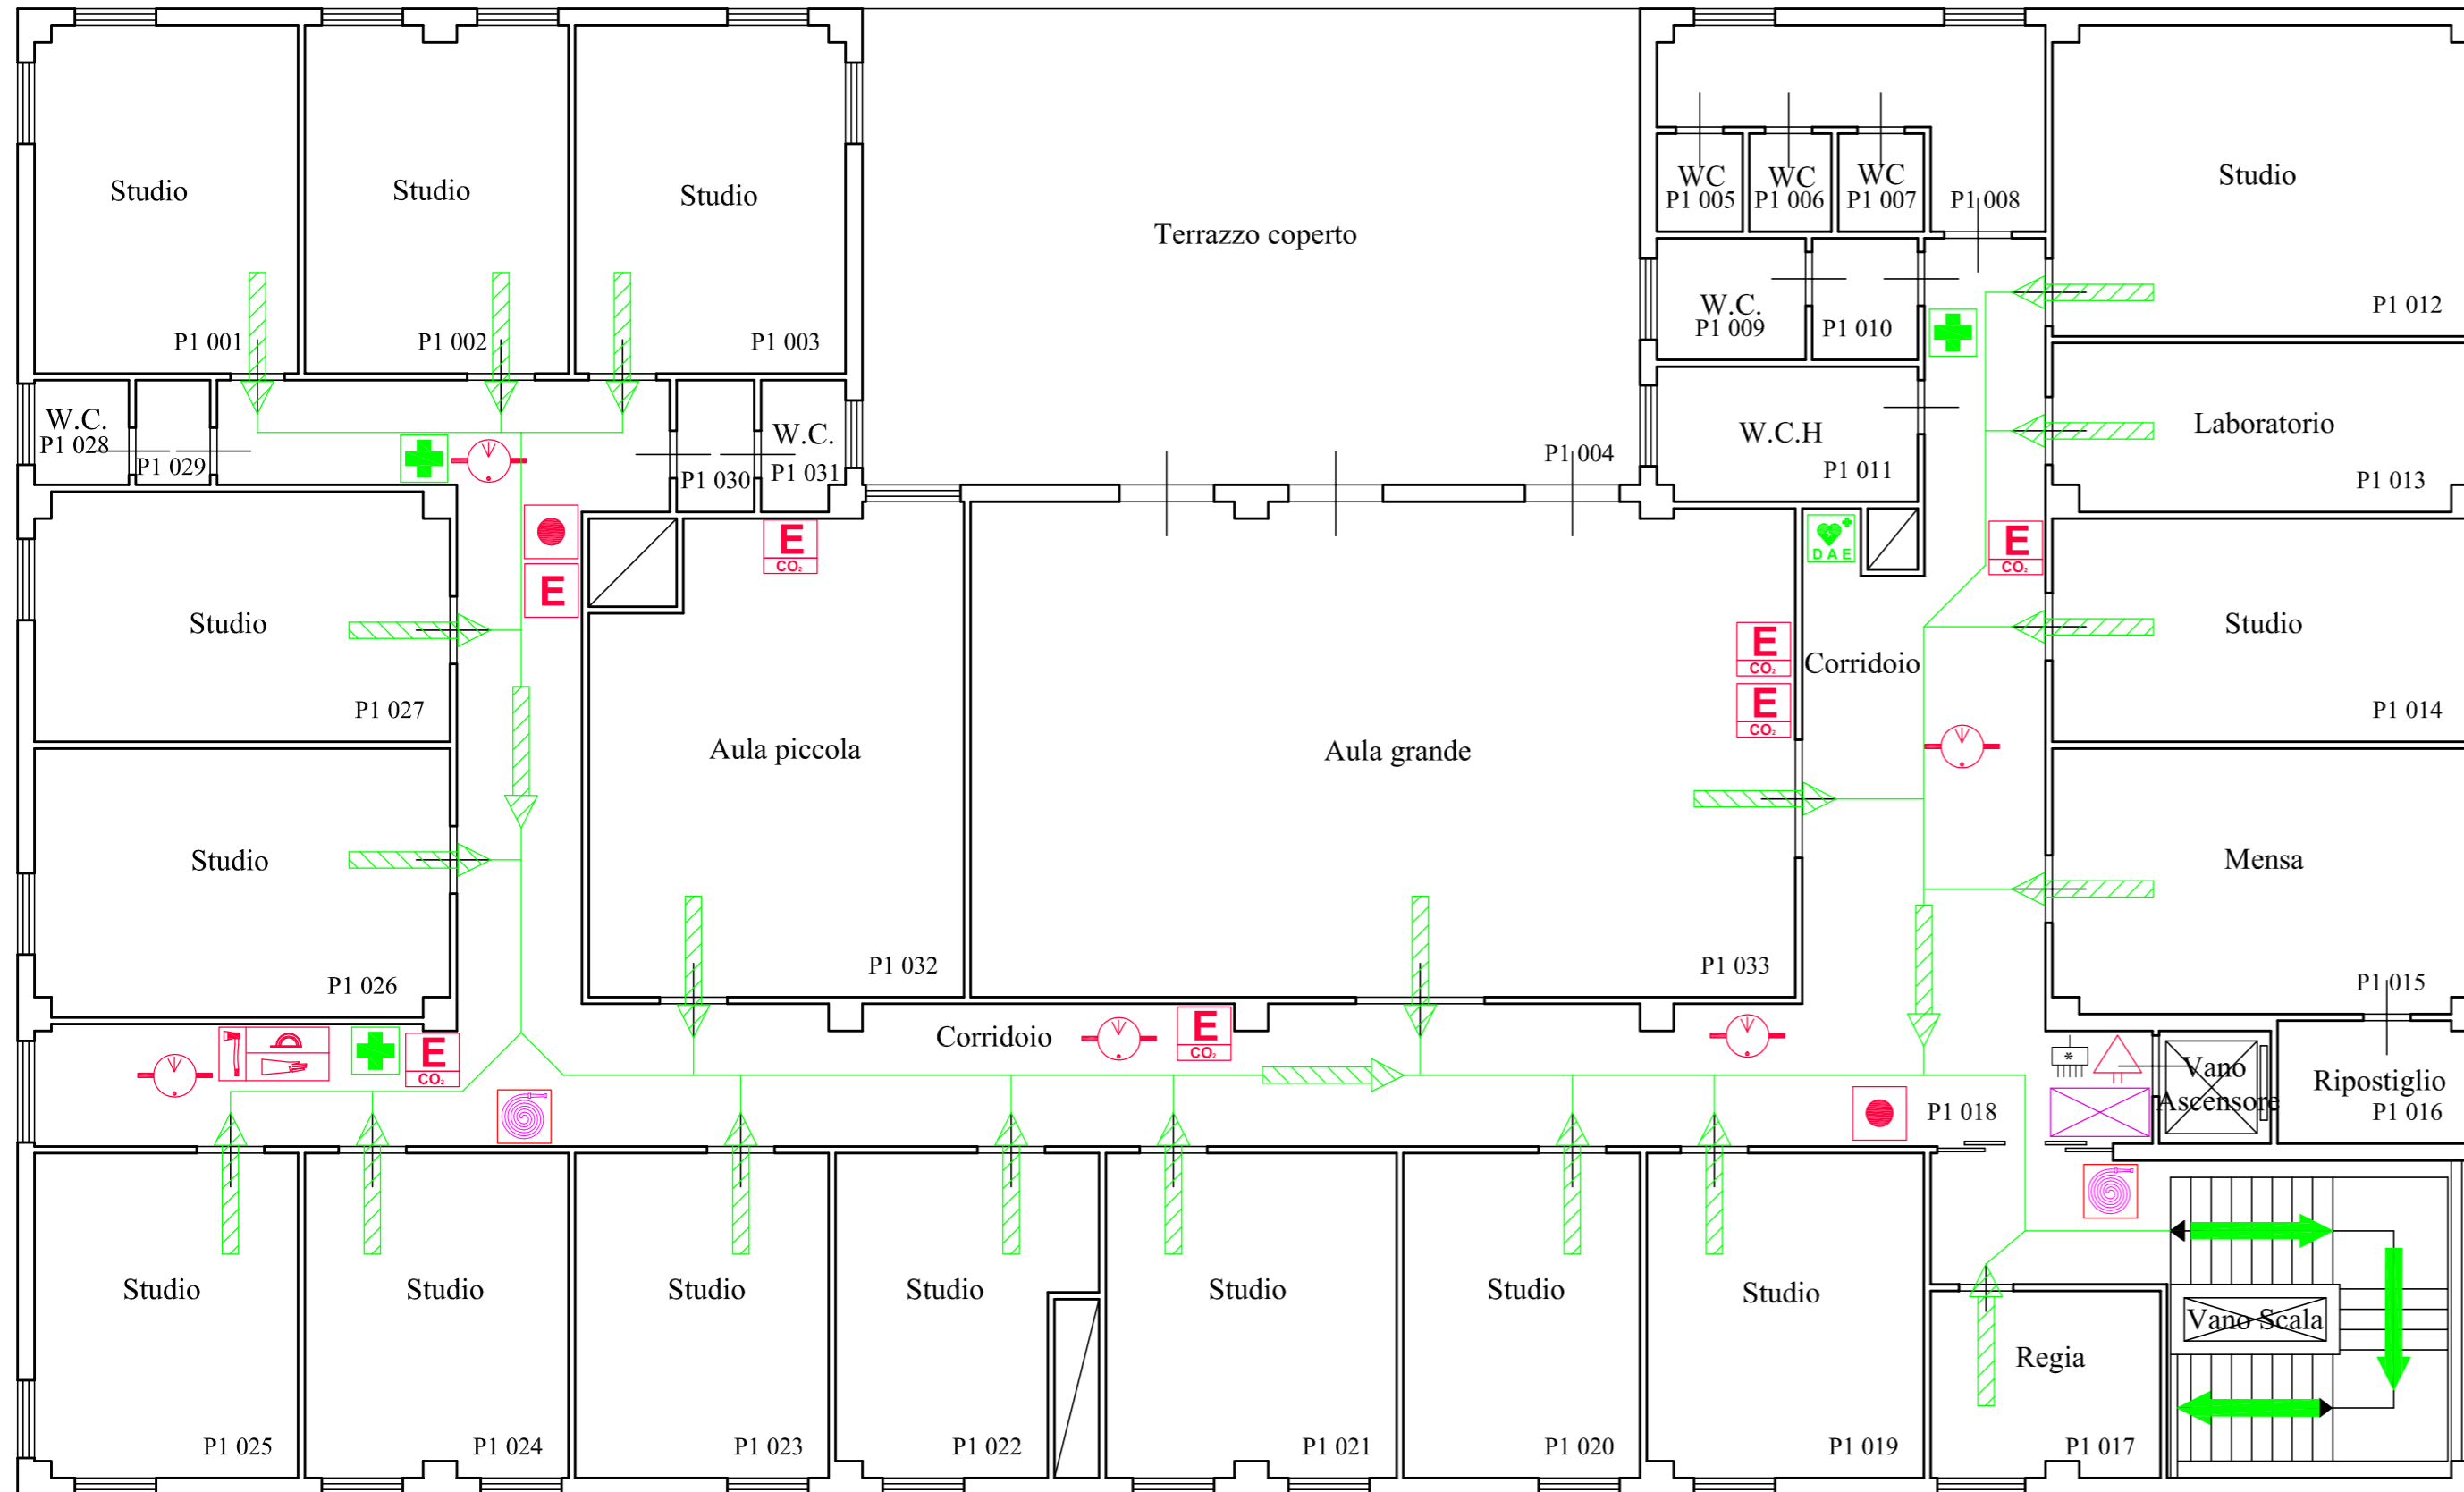 Studio
P1 001
Studio
P1 002
Studio
P1 003
Terrazzo coperto
P1 004
WC
P1 005
WC
P1 006
WC
P1 007
P1 008
Studio
P1 012
W.C.
P1 009
P1 010
W.C.H
P1 011
Laboratorio
P1 013
W.C.
P1 028
P1 029
P1 030
W.C.
P1 031
E
E
CO₂
DAE
E
CO₂
Studio
P1 027
E
CO₂
E
CO₂
Corridoio
Studio
P1 014
Aula piccola
P1 032
Aula grande
P1 033
Studio
P1 026
Mensa
P1 015
E
CO₂
Corridoio
E
CO₂
P1 018
*
Vano
Ascensore
Ripostiglio
P1 016
Studio
P1 025
Studio
P1 024
Studio
P1 023
Studio
P1 022
Studio
P1 021
Studio
P1 020
Studio
P1 019
Regia
P1 017
Vano Scala